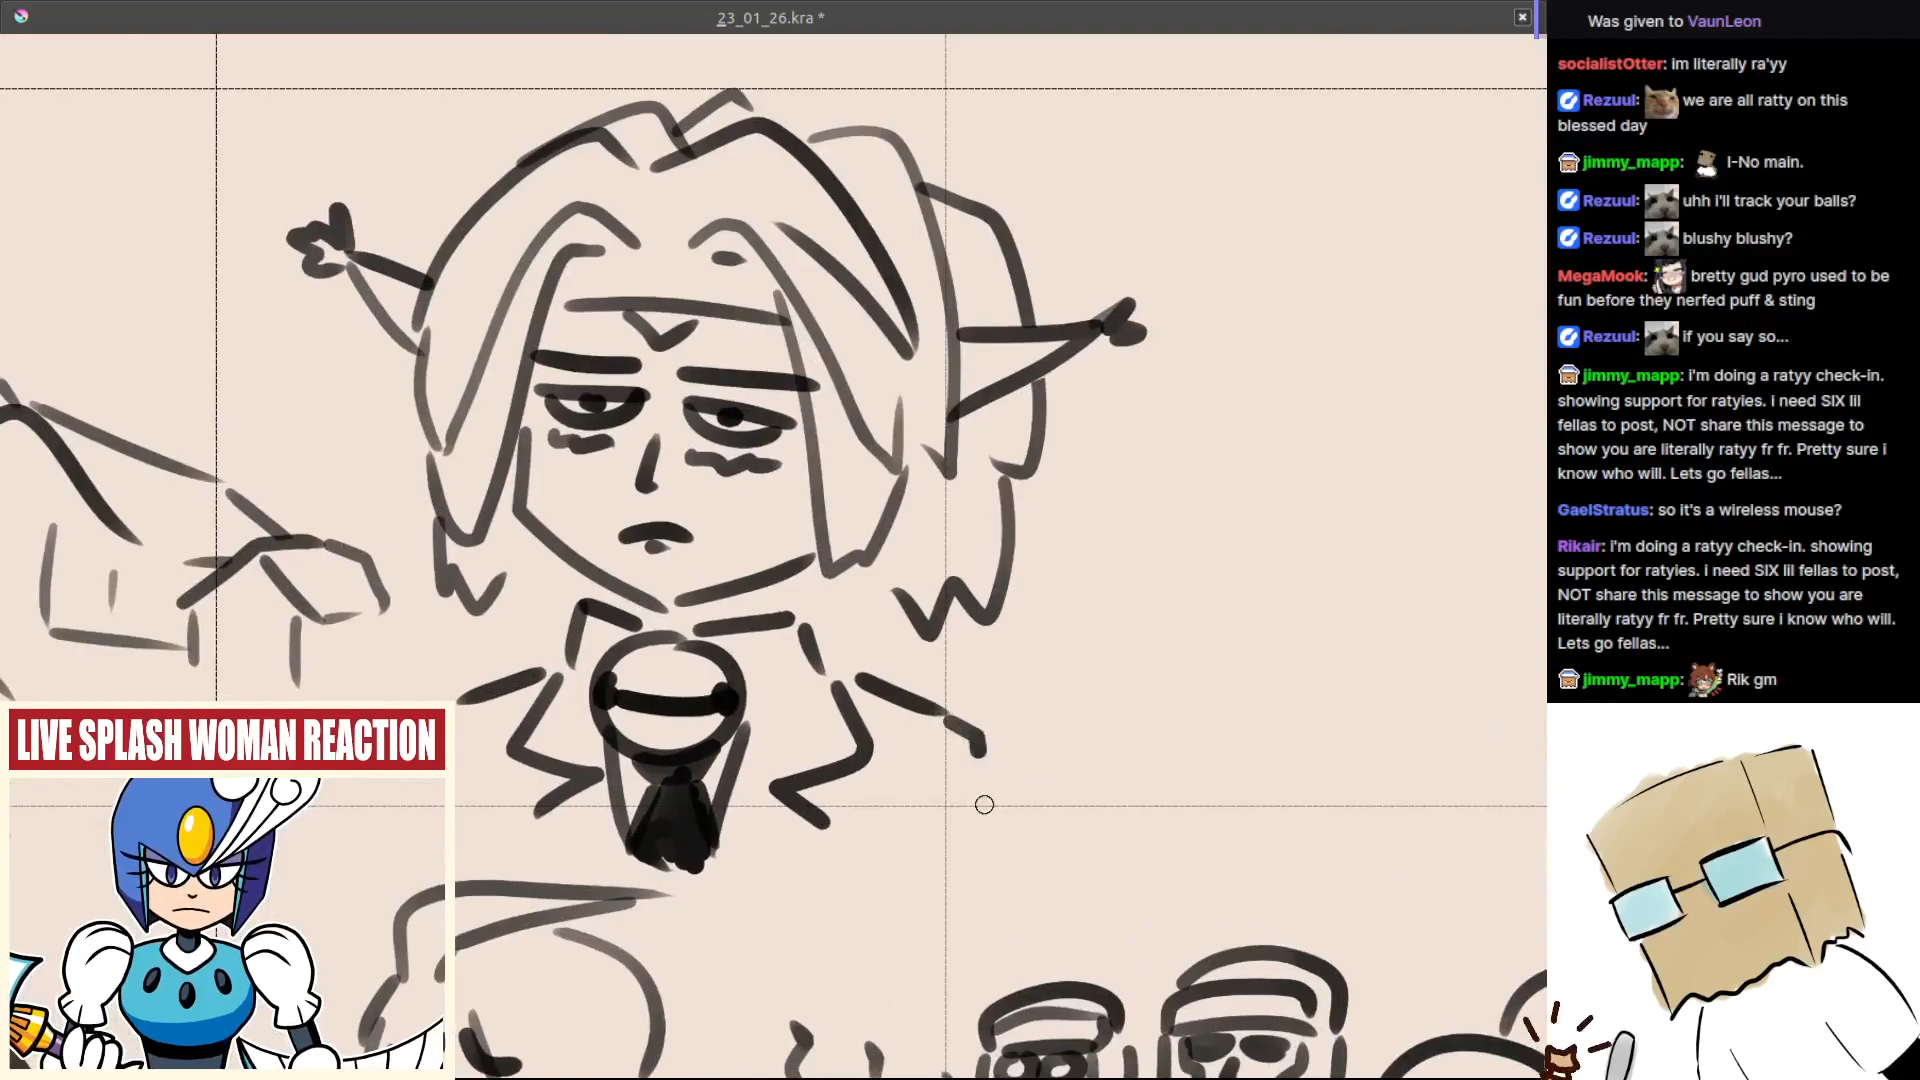 23_01_26.kra *
Was given to VaunLeon
socialistOtter: im literally ra'yy
Rezuul: we are all ratty on this
blessed day
jimmy_mapp: I-No main.
Rezuul: uhh i'll track your balls?
Rezuul: blushy blushy?
MegaMook: bretty gud pyro used to be
fun before they nerfed puff & sting
Rezuul: if you say so...
jimmy_mapp: i'm doing a ratyy check-in.
showing support for ratyies. i need SIX lil
fellas to post, NOT share this message to
show you are literally ratyy fr fr. Pretty sure i
know who will. Lets go fellas...
GaelStratus: so it's a wireless mouse?
Rikair: i'm doing a ratyy check-in. showing
support for ratyies. i need SIX lil fellas to post,
NOT share this message to show you are
literally ratyy fr fr. Pretty sure i know who will.
Lets go fellas...
jimmy_mapp: Rik gm
LIVE SPLASH WOMAN REACTION